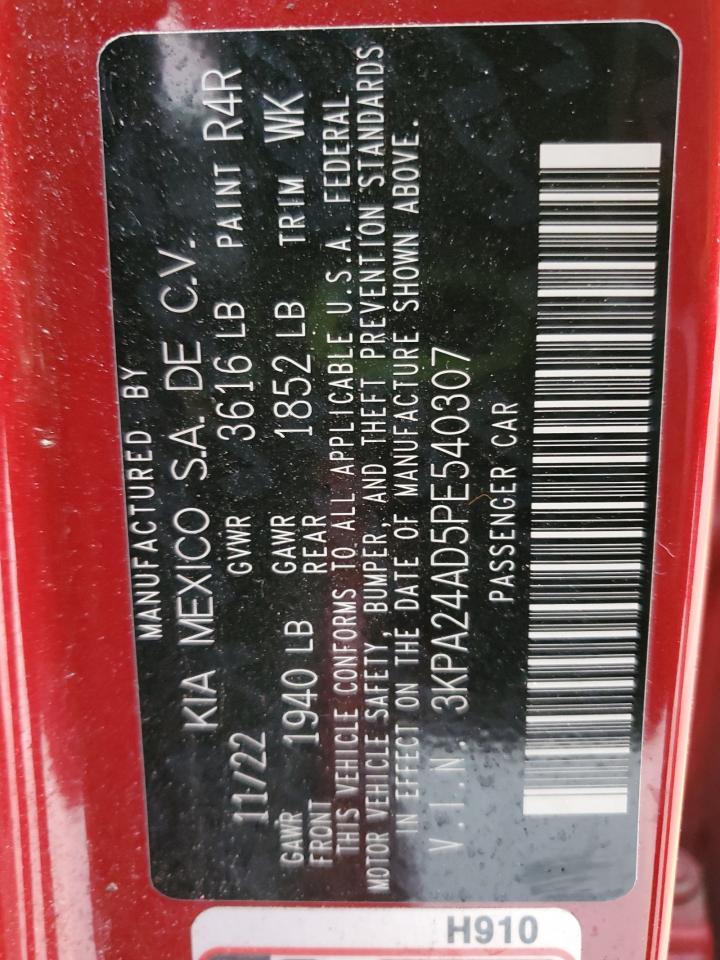 MANUFACTURED BY
KIA MEXICO S.A. DE C.V.
11/22 GVWR 3616 LB PAINT R4R
GAWR FRONT 1940 LB GAWR REAR 1852 LB TRIM WK
THIS VEHICLE CONFORMS TO ALL APPLICABLE U.S.A. FEDERAL
MOTOR VEHICLE SAFETY, BUMPER, AND THEFT PREVENTION STANDARDS
IN EFFECT ON THE DATE OF MANUFACTURE SHOWN ABOVE.
V.I.N. 3KPA24AD5PE540307
PASSENGER CAR
H910